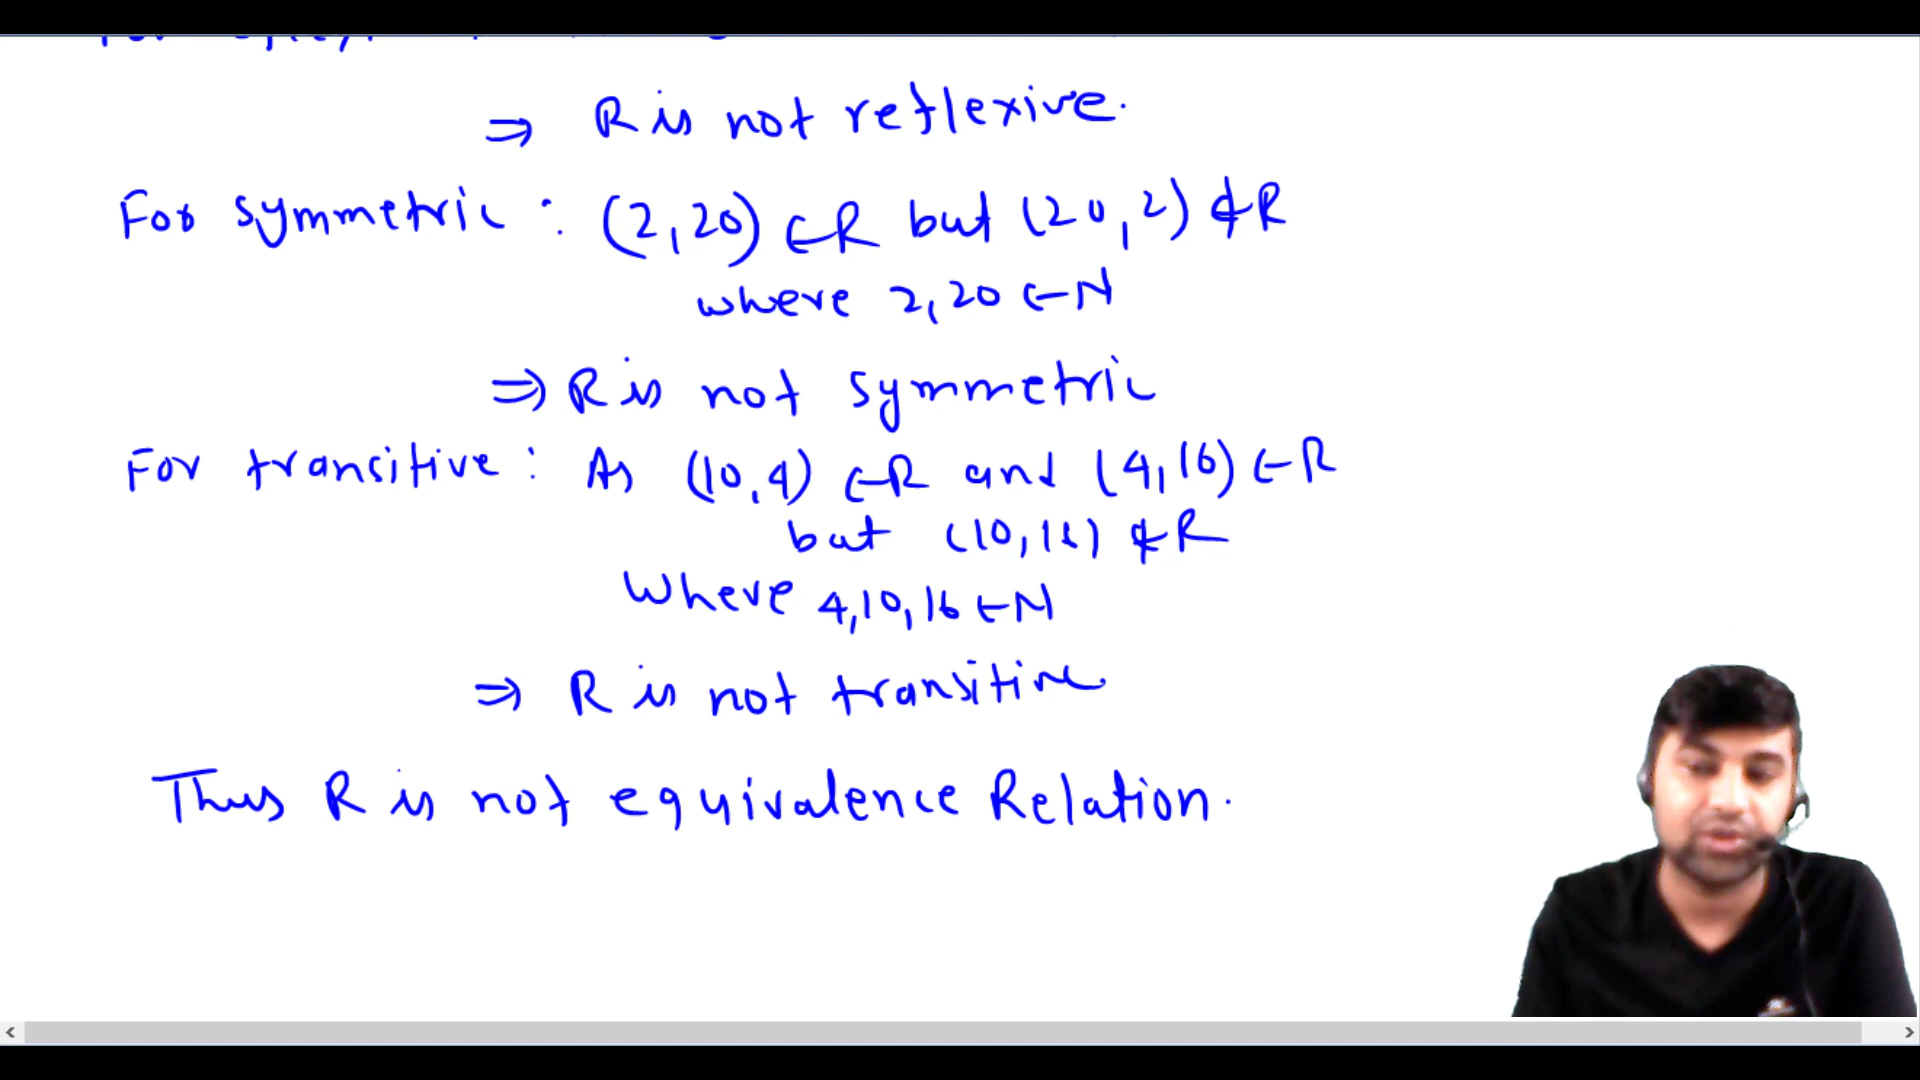 ⇒ R is not reflexive.
For symmetric : (2,20) ∈ R but (20,2) ∉ R
where 2,20 ∈ N
⇒ R is not symmetric
For transitive : As (10,4) ∈ R and (4,16) ∈ R
but (10,16) ∉ R
Where 4,10,16 ∈ N
⇒ R is not transitive
Thus R is not equivalence Relation.